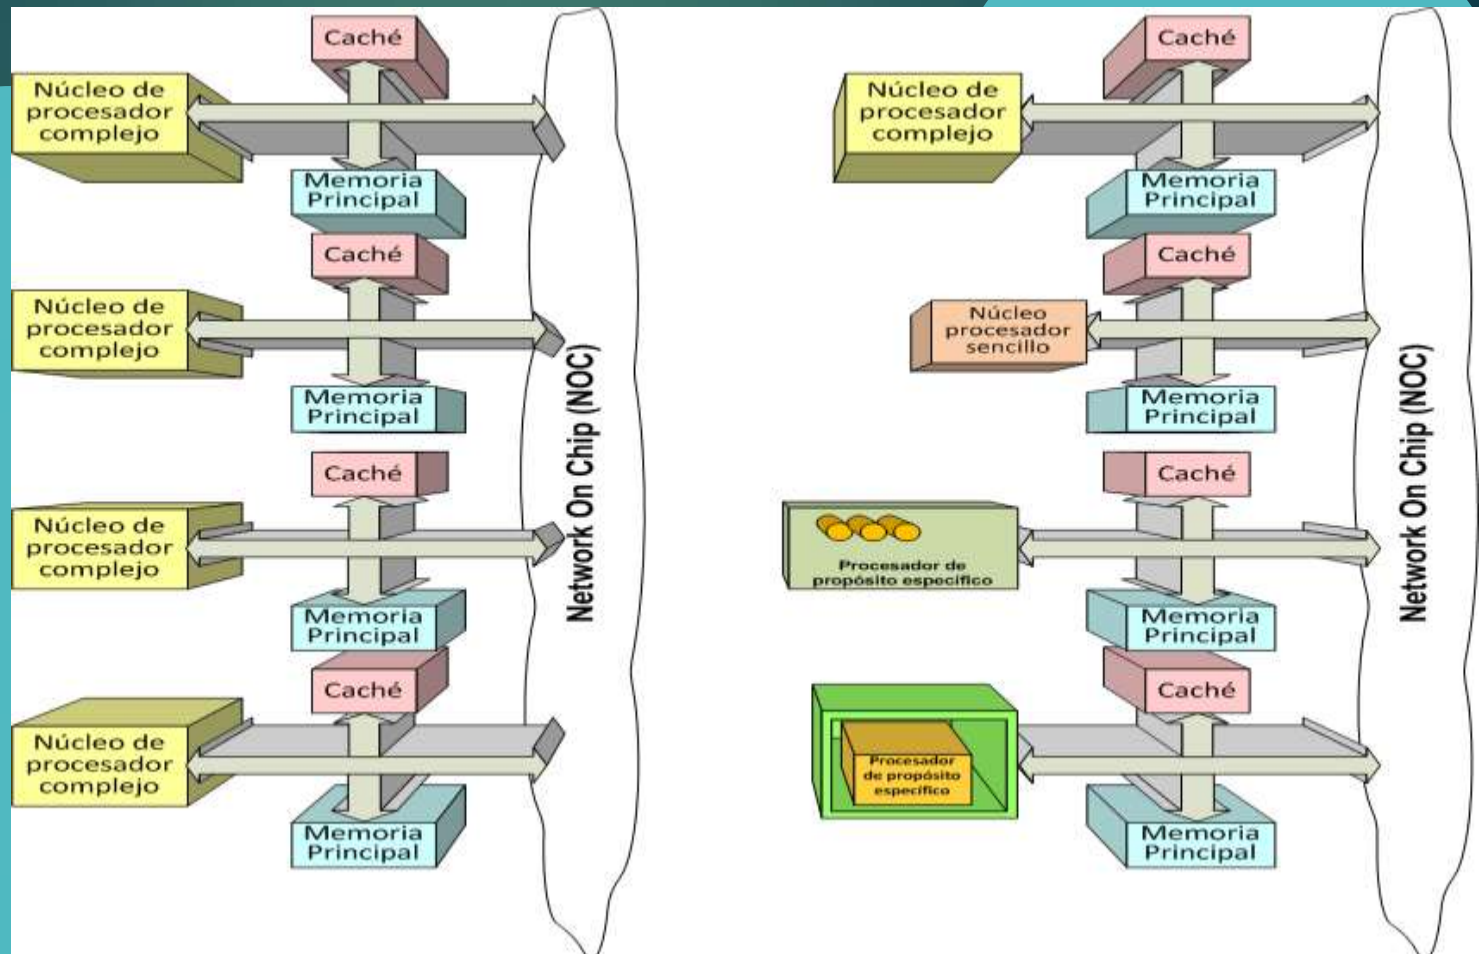 Caché
Núcleo de
procesador
complejo
Memoria
Principal
Caché
Núcleo de
procesador
complejo
Memoria
Principal
Caché
Núcleo de
procesador
complejo
Memoria
Principal
Caché
Núcleo de
procesador
complejo
Memoria
Principal
Network On Chip (NOC)
Caché
Núcleo de
procesador
complejo
Memoria
Principal
Caché
Núcleo
procesador
sencillo
Memoria
Principal
Caché
Procesador de
propósito específico
Memoria
Principal
Caché
Procesador
de propósito
específico
Memoria
Principal
Network On Chip (NOC)